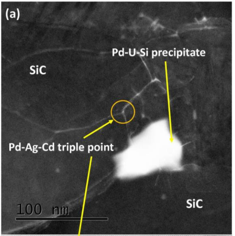 (a)
Pd-U-Si precipitate
SiC
Pd-Ag-Cd triple point
SiC
100 nm